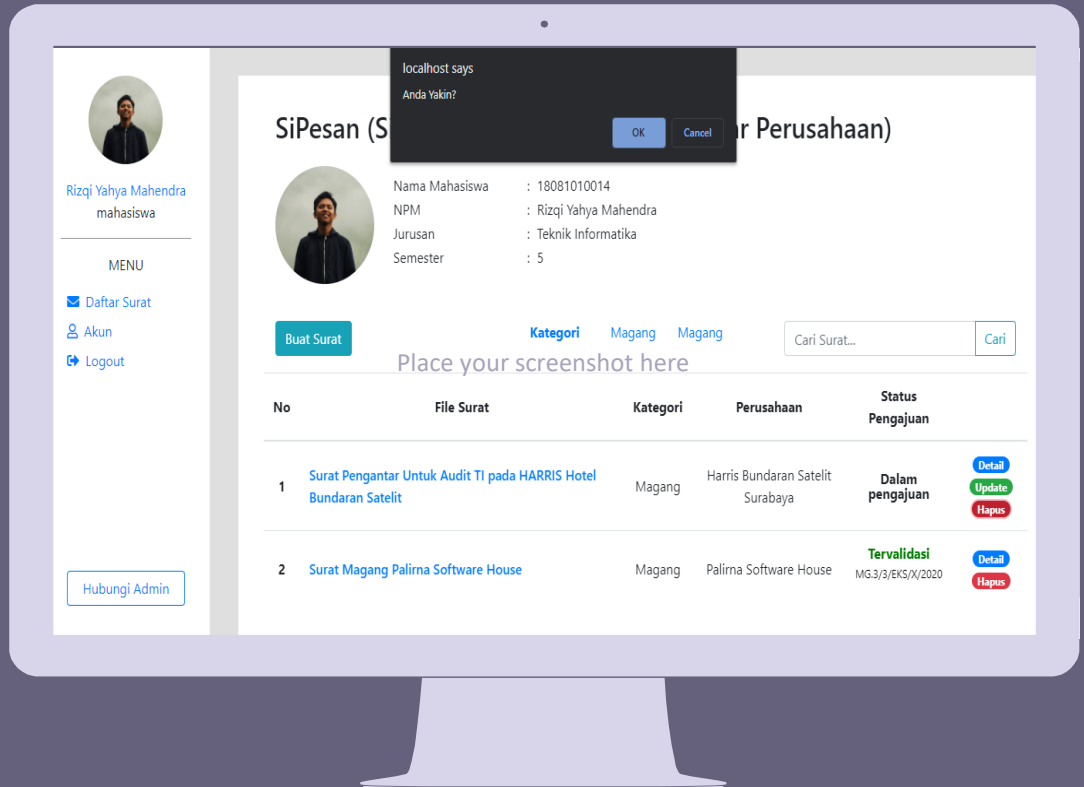 localhost says
Anda Yakin?
OK Cancel
Rizqi Yahya Mahendra
mahasiswa
MENU
Daftar Surat
Akun
Logout
Hubungi Admin
SiPesan (S r Perusahaan)
Nama Mahasiswa : 18081010014
NPM : Rizqi Yahya Mahendra
Jurusan : Teknik Informatika
Semester : 5
Buat Surat Kategori Magang Magang Cari Surat... Cari
Place your screenshot here
No File Surat Kategori Perusahaan Status
Pengajuan
1 Surat Pengantar Untuk Audit TI pada HARRIS Hotel
Bundaran Satelit
Magang
Harris Bundaran Satelit
Surabaya
Dalam
pengajuan
Detail
Update
Hapus
2 Surat Magang Palirna Software House Magang Palirna Software House
Tervalidasi
MG.3/3/EKS/X/2020
Detail
Hapus